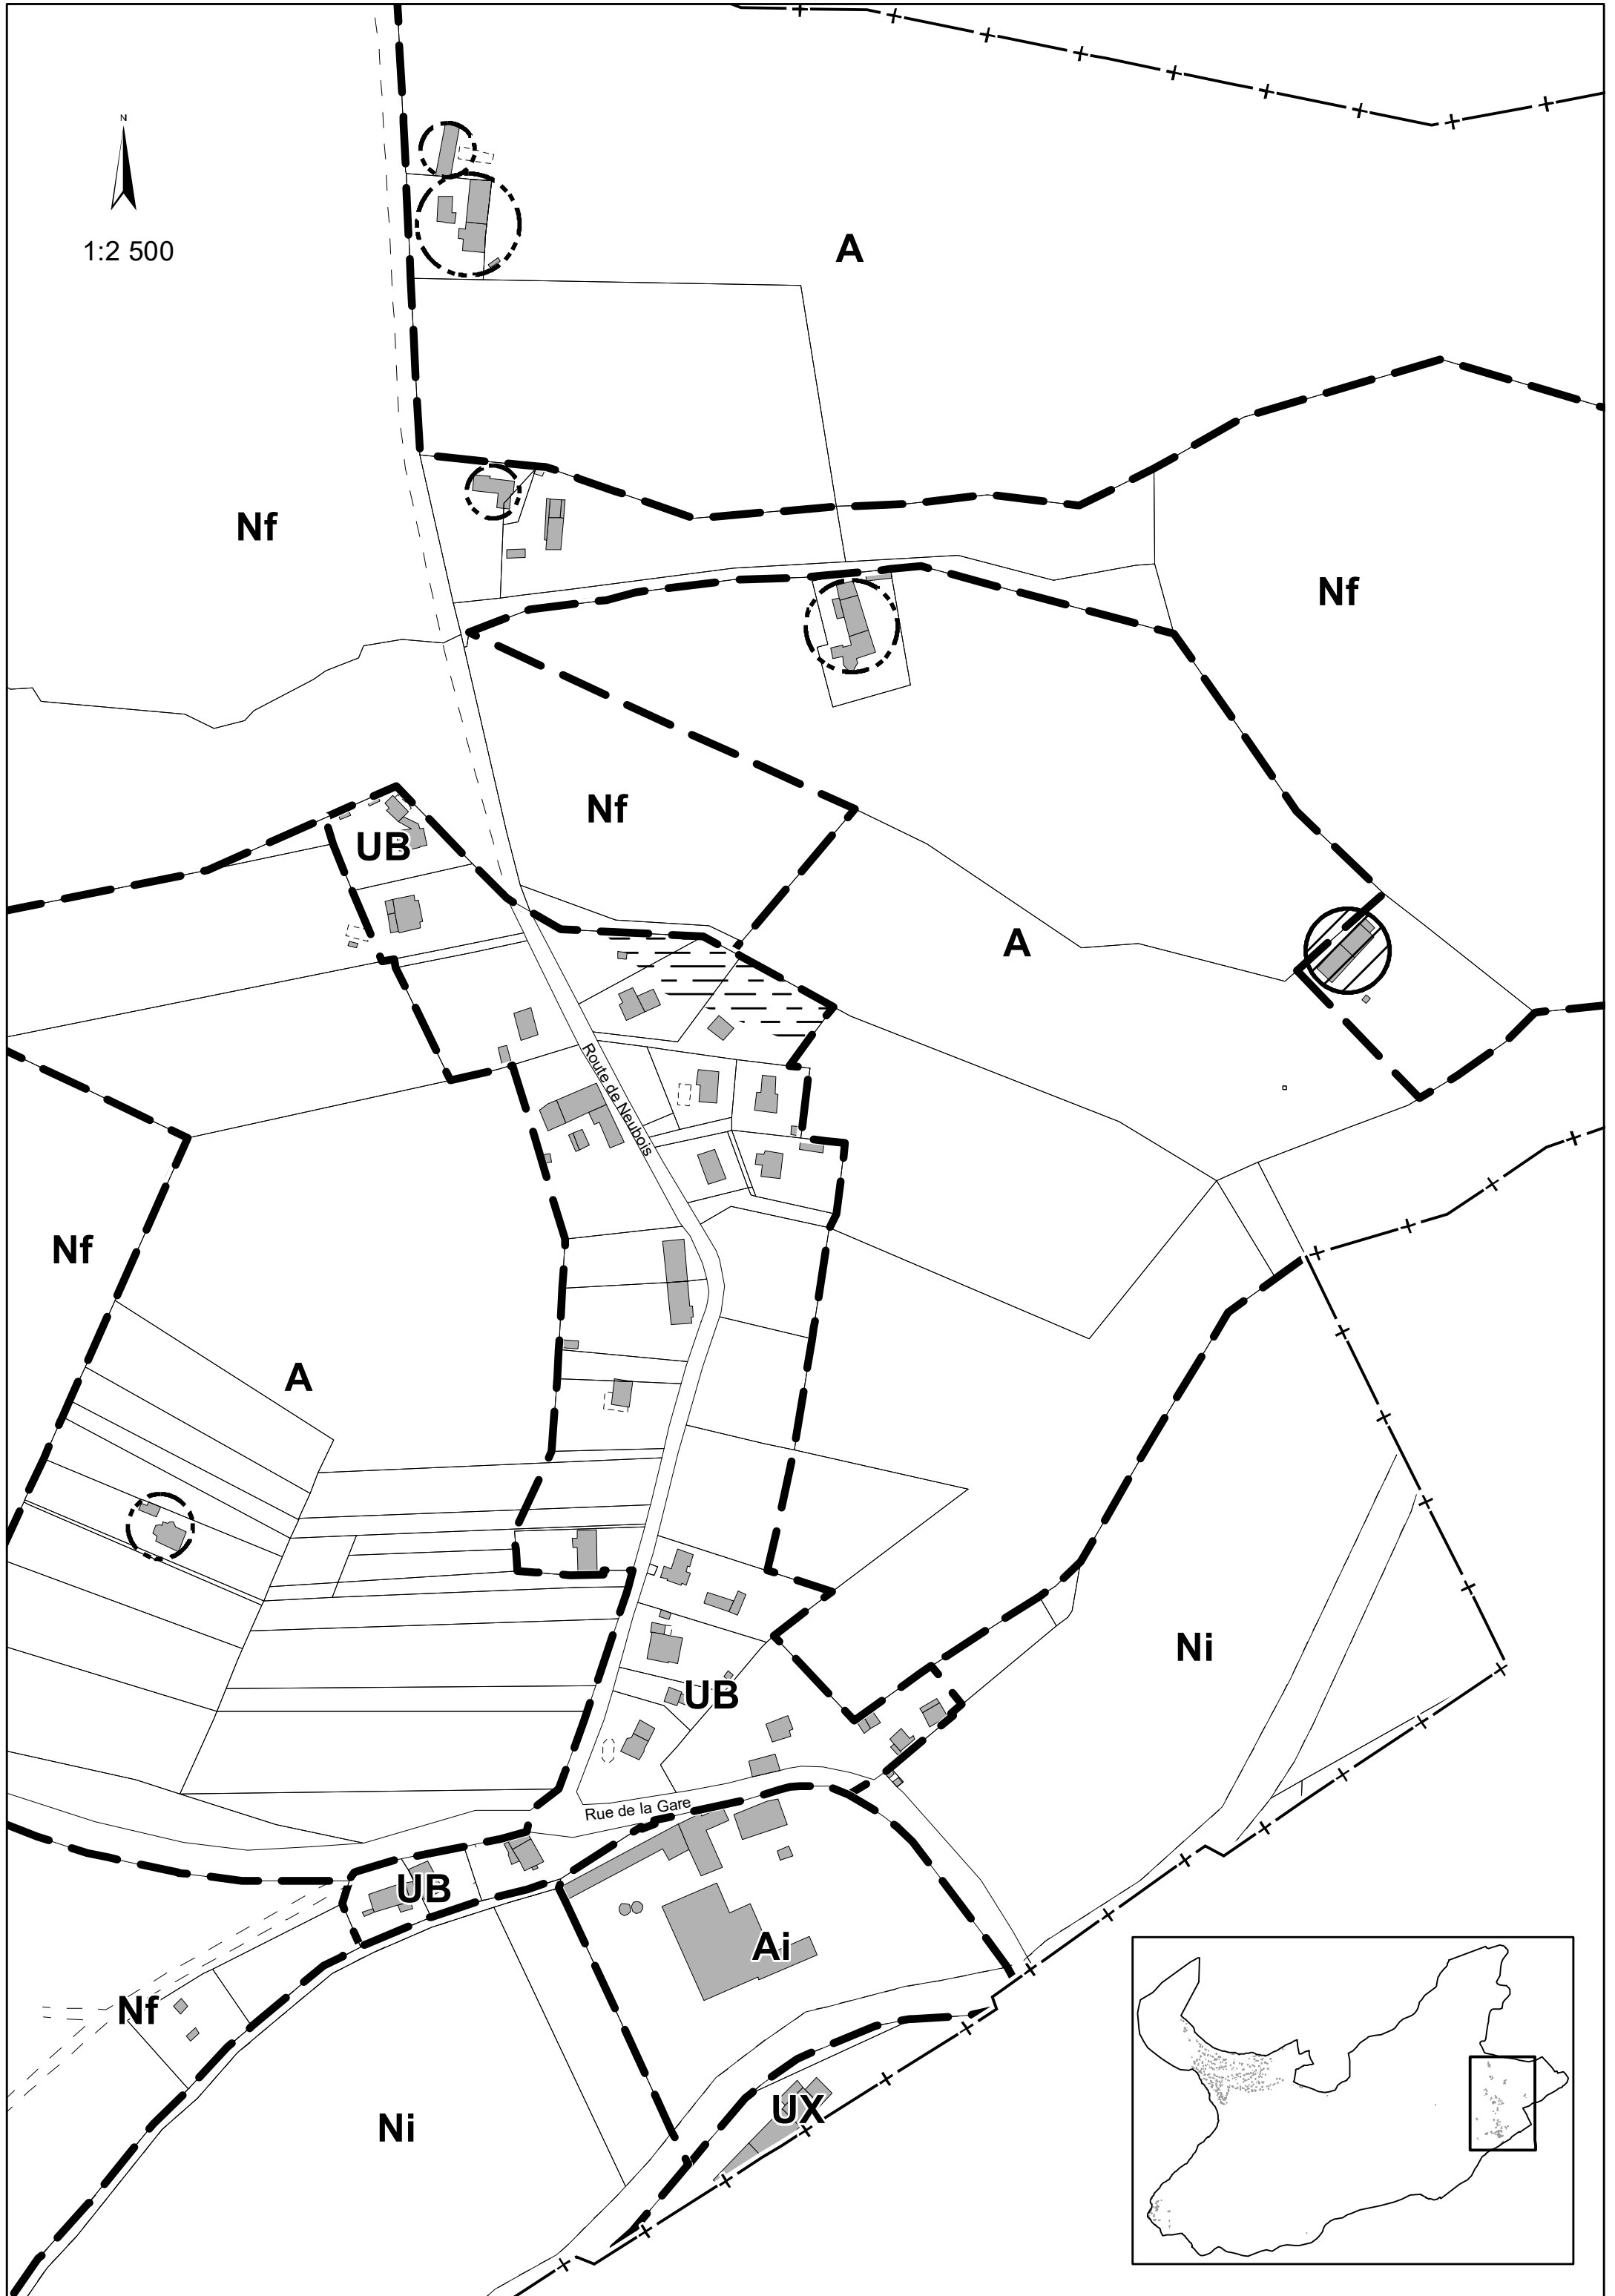 N
1:2 500
A
Nf
Nf
Nf
UB
A
Route de Neubois
Nf
A
Ni
UB
Rue de la Gare
UB
Ai
Nf
UX
Ni